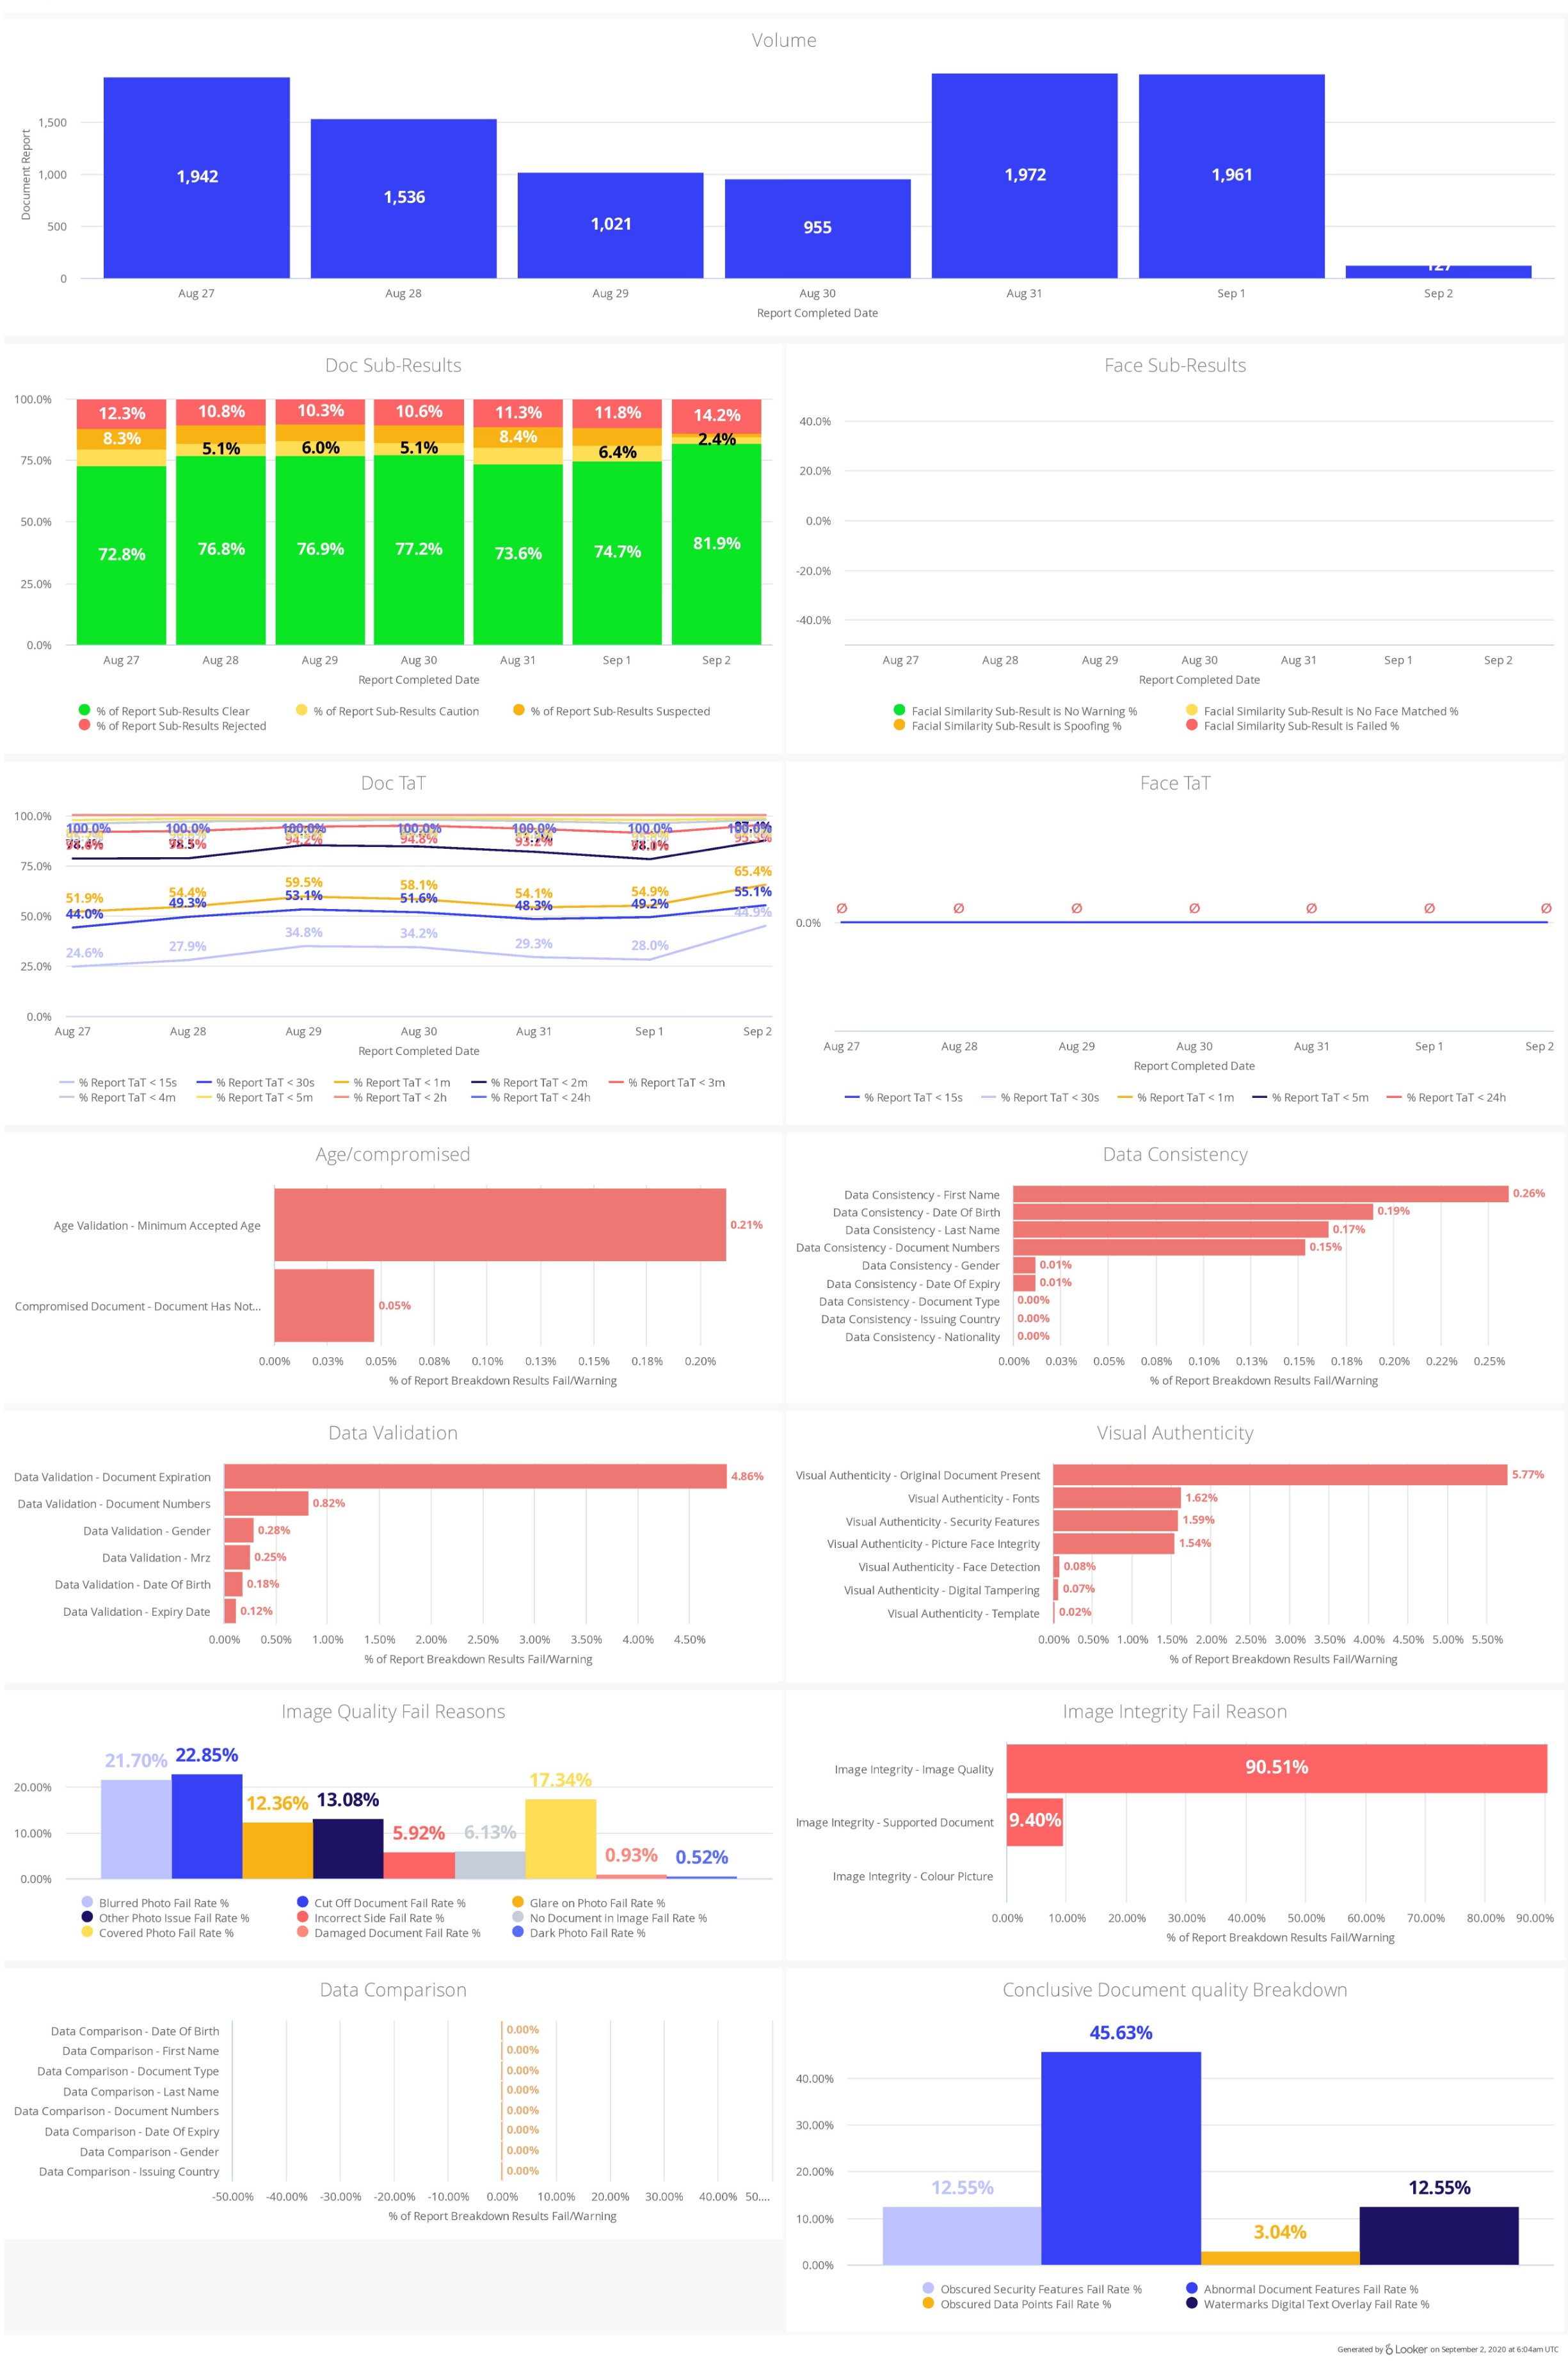 Volume
Document Report
1,500
1,000
500
0
1,942
1,536
1,021
955
1,972
1,961
127
Aug 27 Aug 28 Aug 29 Aug 30 Aug 31 Sep 1 Sep 2
Report Completed Date
Doc Sub-Results
100.0%
75.0%
50.0%
25.0%
0.0%
12.3% 10.8% 10.3% 10.6% 11.3% 11.8% 14.2%
8.3% 5.1% 6.0% 5.1% 8.4% 6.4% 2.4%
72.8% 76.8% 76.9% 77.2% 73.6% 74.7% 81.9%
Aug 27 Aug 28 Aug 29 Aug 30 Aug 31 Sep 1 Sep 2
Report Completed Date
% of Report Sub-Results Clear % of Report Sub-Results Caution % of Report Sub-Results Suspected
% of Report Sub-Results Rejected
Face Sub-Results
40.0%
20.0%
0.0%
-20.0%
-40.0%
Aug 27 Aug 28 Aug 29 Aug 30 Aug 31 Sep 1 Sep 2
Report Completed Date
Facial Similarity Sub-Result is No Warning % Facial Similarity Sub-Result is No Face Matched %
Facial Similarity Sub-Result is Spoofing % Facial Similarity Sub-Result is Failed %
Doc TaT
100.0%
75.0%
50.0%
25.0%
0.0%
100.0% 100.0% 100.0% 100.0% 100.0%
94.2% 94.8% 93.2%
51.9% 54.4% 59.5% 58.1% 54.1% 54.9% 65.4%
44.0% 49.3% 53.1% 51.6% 48.3% 49.2% 55.1%
24.6% 27.9% 34.8% 34.2% 29.3% 28.0% 44.9%
Aug 27 Aug 28 Aug 29 Aug 30 Aug 31 Sep 1 Sep 2
Report Completed Date
% Report TaT < 15s % Report TaT < 30s % Report TaT < 1m % Report TaT < 2m % Report TaT < 3m
% Report TaT < 4m % Report TaT < 5m % Report TaT < 2h % Report TaT < 24h
Face TaT
∅ ∅ ∅ ∅ ∅ ∅ ∅
0.0%
Aug 27 Aug 28 Aug 29 Aug 30 Aug 31 Sep 1 Sep 2
Report Completed Date
% Report TaT < 15s % Report TaT < 30s % Report TaT < 1m % Report TaT < 5m % Report TaT < 24h
Age/compromised
Age Validation - Minimum Accepted Age 0.21%
Compromised Document - Document Has Not... 0.05%
0.00% 0.03% 0.05% 0.08% 0.10% 0.13% 0.15% 0.18% 0.20%
% of Report Breakdown Results Fail/Warning
Data Consistency
Data Consistency - First Name 0.26%
Data Consistency - Date Of Birth 0.19%
Data Consistency - Last Name 0.17%
Data Consistency - Document Numbers 0.15%
Data Consistency - Gender 0.01%
Data Consistency - Date Of Expiry 0.01%
Data Consistency - Document Type 0.00%
Data Consistency - Issuing Country 0.00%
Data Consistency - Nationality 0.00%
0.00% 0.03% 0.05% 0.08% 0.10% 0.13% 0.15% 0.18% 0.20% 0.22% 0.25%
% of Report Breakdown Results Fail/Warning
Data Validation
Data Validation - Document Expiration 4.86%
Data Validation - Document Numbers 0.82%
Data Validation - Gender 0.28%
Data Validation - Mrz 0.25%
Data Validation - Date Of Birth 0.18%
Data Validation - Expiry Date 0.12%
0.00% 0.50% 1.00% 1.50% 2.00% 2.50% 3.00% 3.50% 4.00% 4.50%
% of Report Breakdown Results Fail/Warning
Visual Authenticity
Visual Authenticity - Original Document Present 5.77%
Visual Authenticity - Fonts 1.62%
Visual Authenticity - Security Features 1.59%
Visual Authenticity - Picture Face Integrity 1.54%
Visual Authenticity - Face Detection 0.08%
Visual Authenticity - Digital Tampering 0.07%
Visual Authenticity - Template 0.02%
0.00% 0.50% 1.00% 1.50% 2.00% 2.50% 3.00% 3.50% 4.00% 4.50% 5.00% 5.50%
% of Report Breakdown Results Fail/Warning
Image Quality Fail Reasons
20.00%
10.00%
0.00%
21.70% 22.85% 12.36% 13.08% 5.92% 6.13% 17.34% 0.93% 0.52%
Blurred Photo Fail Rate % Cut Off Document Fail Rate % Glare on Photo Fail Rate %
Other Photo Issue Fail Rate % Incorrect Side Fail Rate % No Document in Image Fail Rate %
Covered Photo Fail Rate % Damaged Document Fail Rate % Dark Photo Fail Rate %
Image Integrity Fail Reason
Image Integrity - Image Quality 90.51%
Image Integrity - Supported Document 9.40%
Image Integrity - Colour Picture
0.00% 10.00% 20.00% 30.00% 40.00% 50.00% 60.00% 70.00% 80.00% 90.00%
% of Report Breakdown Results Fail/Warning
Data Comparison
Data Comparison - Date Of Birth 0.00%
Data Comparison - First Name 0.00%
Data Comparison - Document Type 0.00%
Data Comparison - Last Name 0.00%
Data Comparison - Document Numbers 0.00%
Data Comparison - Date Of Expiry 0.00%
Data Comparison - Gender 0.00%
Data Comparison - Issuing Country 0.00%
-50.00% -40.00% -30.00% -20.00% -10.00% 0.00% 10.00% 20.00% 30.00% 40.00% 50....
% of Report Breakdown Results Fail/Warning
Conclusive Document quality Breakdown
40.00%
30.00%
20.00%
10.00%
0.00%
12.55% 45.63% 3.04% 12.55%
Obscured Security Features Fail Rate % Abnormal Document Features Fail Rate %
Obscured Data Points Fail Rate % Watermarks Digital Text Overlay Fail Rate %
Generated by Looker on September 2, 2020 at 6:04am UTC